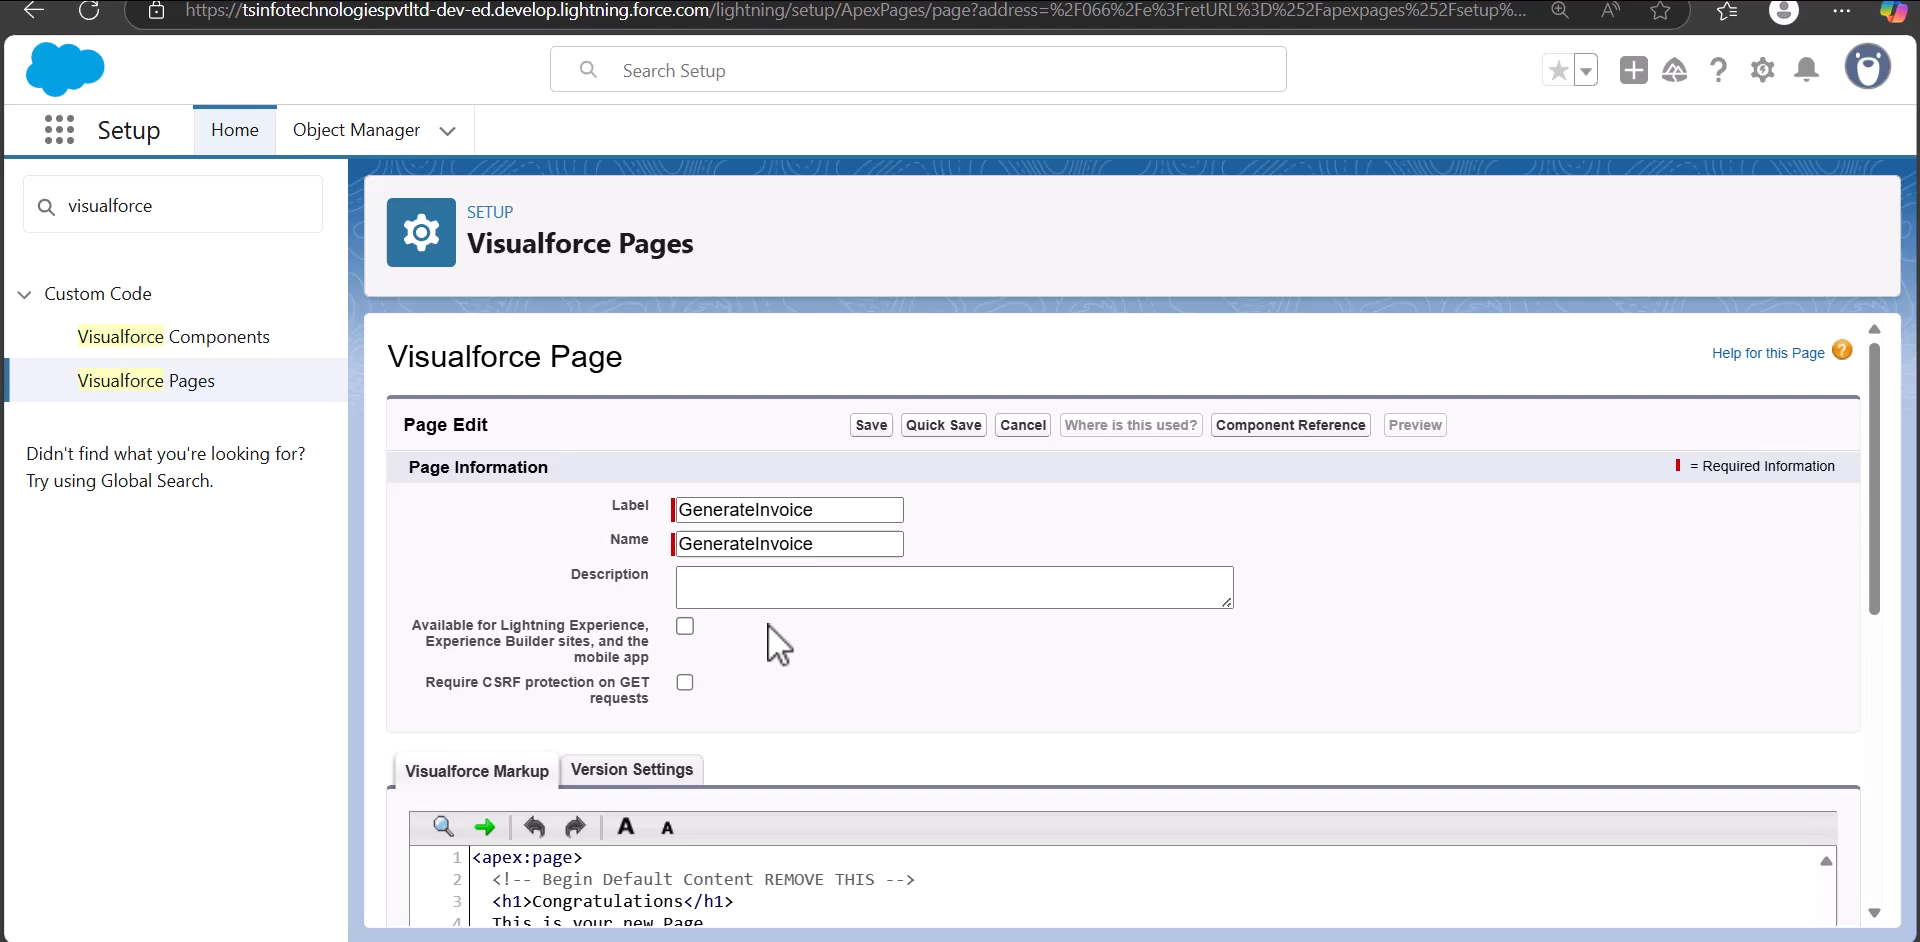 https://tsinfotechnologiespvtltd-dev-ed.develop.lightning.force.com/lightning/setup/ApexPages/page?address=%2F066%2Fe%3FretURL%3D%252Fapexpages%252Fsetup%...
Search Setup
Setup
Home
Object Manager
visualforce
Custom Code
Visualforce Components
Visualforce Pages
Didn't find what you're looking for?
Try using Global Search.
SETUP
Visualforce Pages
Visualforce Page
Help for this Page
Page Edit
Save
Quick Save
Cancel
Where is this used?
Component Reference
Preview
Page Information
= Required Information
Label
GenerateInvoice
Name
GenerateInvoice
Description
Available for Lightning Experience,
Experience Builder sites, and the
mobile app
Require CSRF protection on GET
requests
Visualforce Markup
Version Settings
A
A
1 <apex:page>
2 <!-- Begin Default Content REMOVE THIS -->
3 <h1>Congratulations</h1>
4 This is your new Page